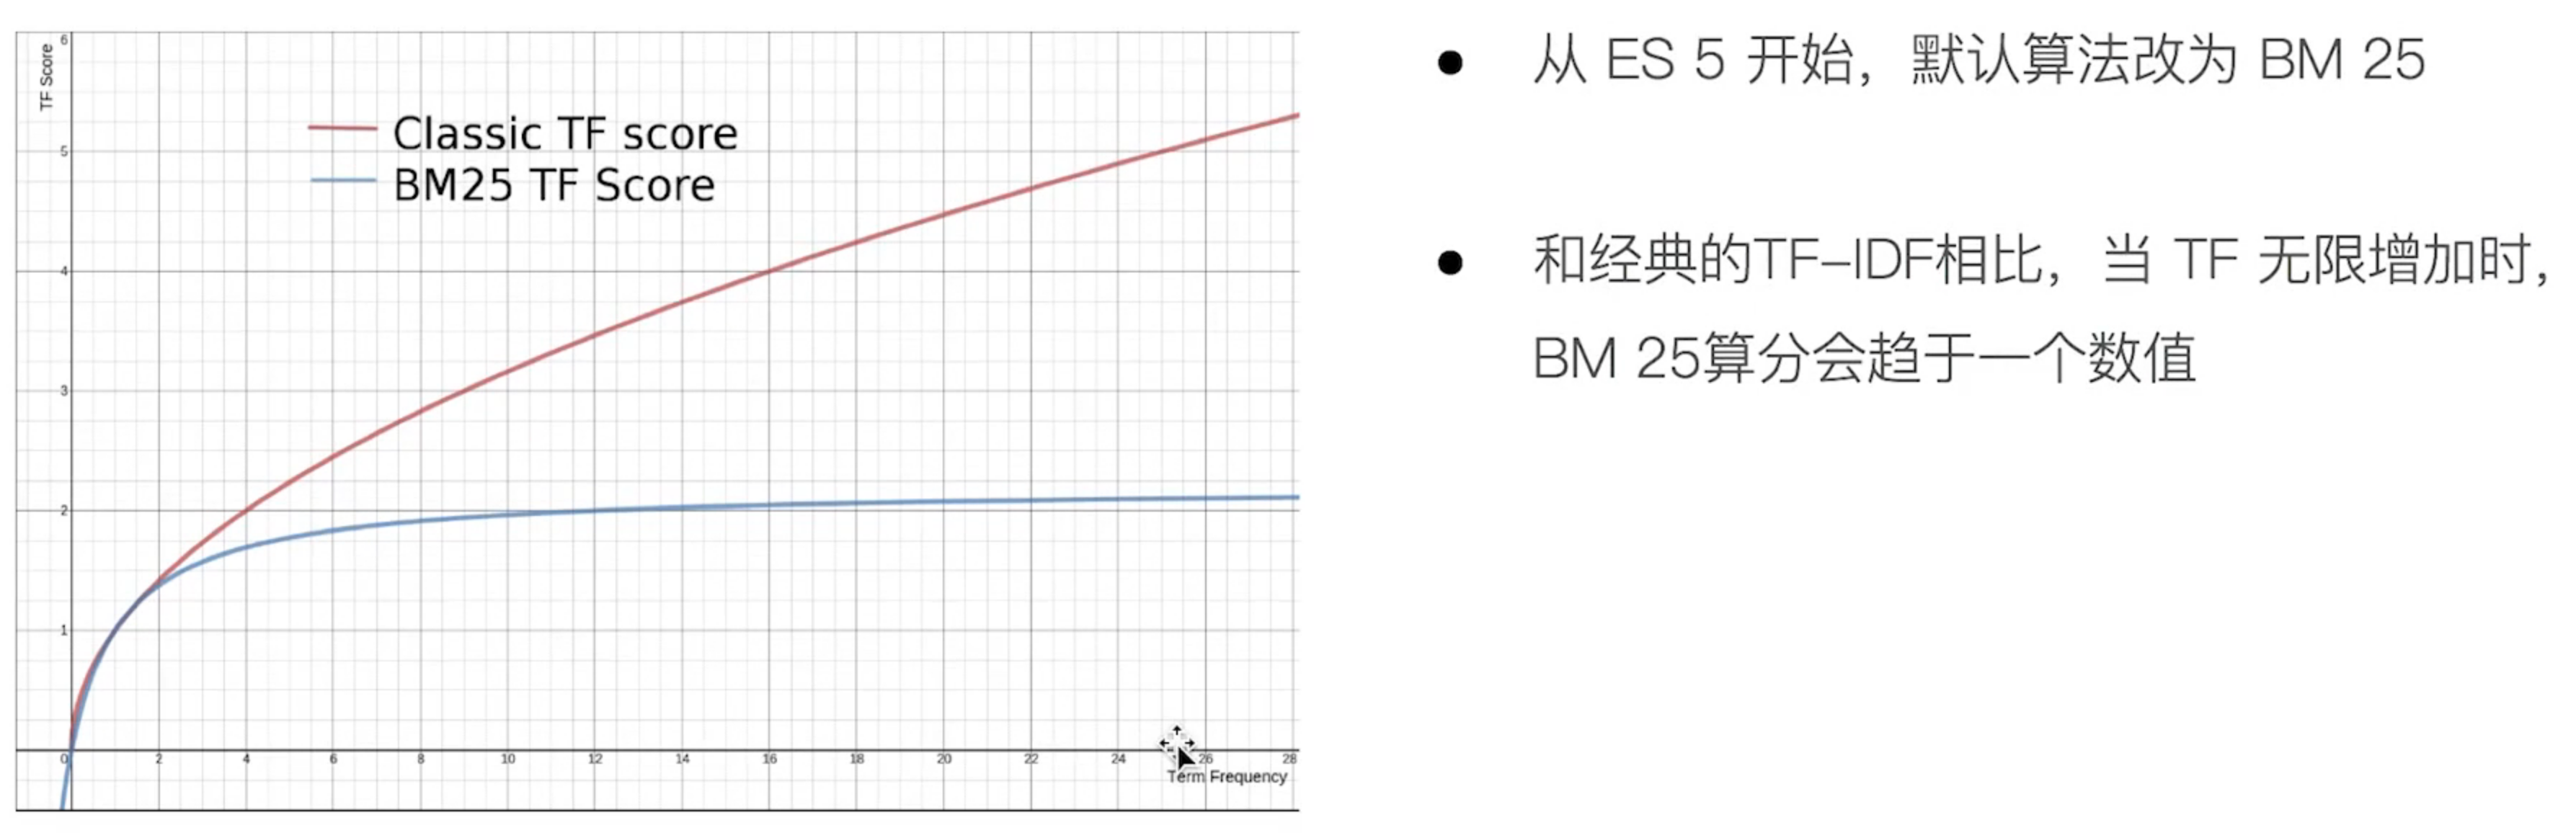 TF Score
6
5
4
3
2
1
Classic TF score
BM25 TF Score
0 2 4 6 8 10 12 14 16 18 20 22 24 26 28
Term Frequency
● 从 ES 5 开始，默认算法改为 BM 25
● 和经典的TF–IDF相比，当 TF 无限增加时，
BM 25算分会趋于一个数值